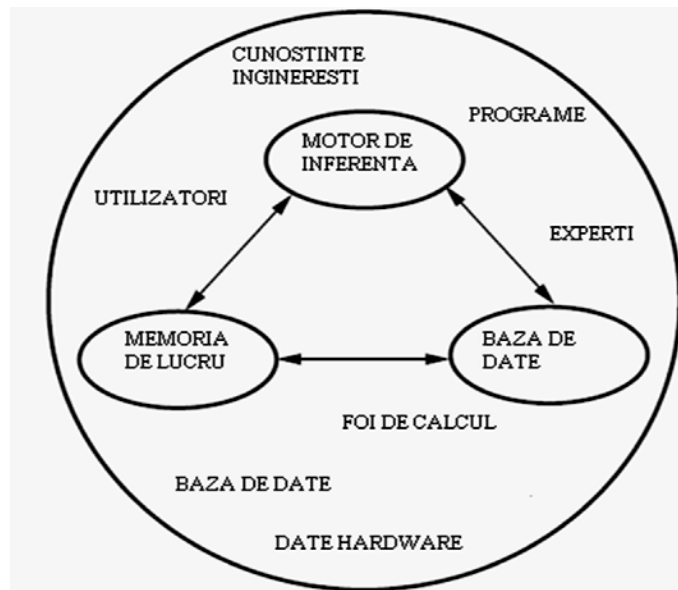 CUNOSTINTE
INGINERESTI
PROGRAME
MOTOR DE
INFERENTA
UTILIZATORI
EXPERTI
MEMORIA
DE LUCRU
BAZA DE
DATE
FOI DE CALCUL
BAZA DE DATE
DATE HARDWARE